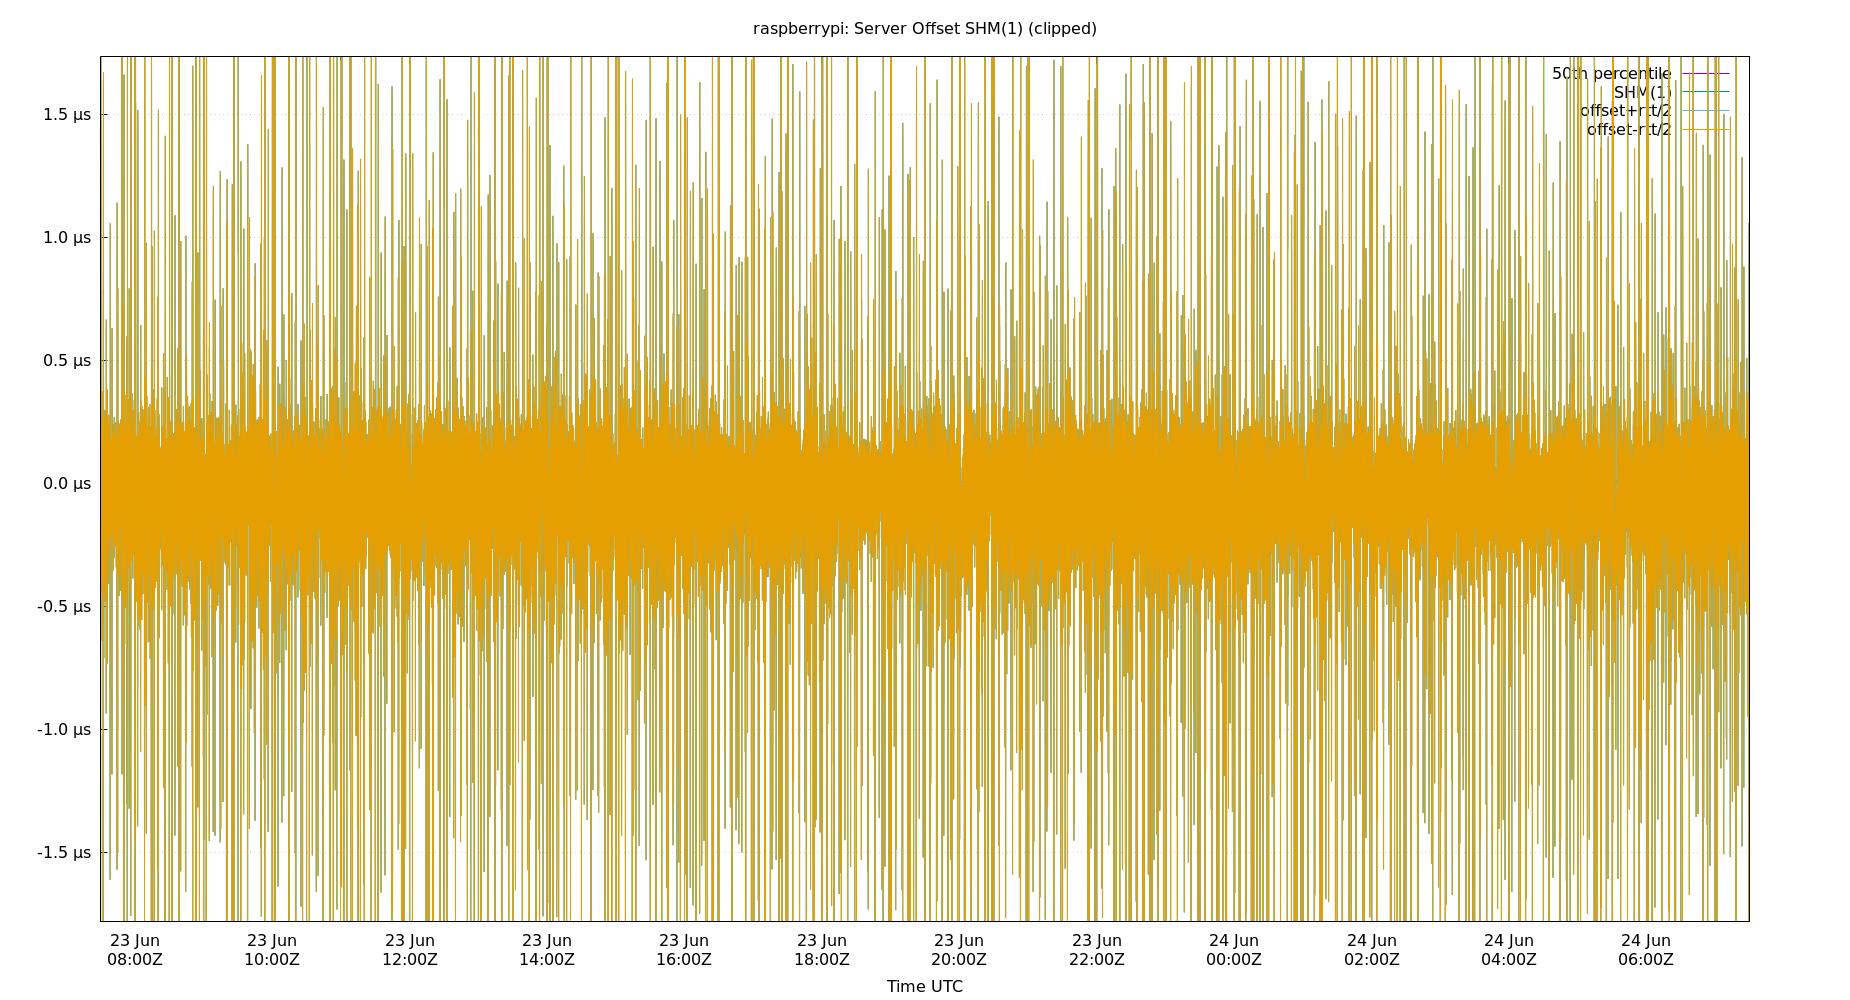 raspberrypi: Server Offset SHM(1) (clipped)
50th percentile
SHM(1)
offset+rtt/2
offset-rtt/2
1.5 µs
1.0 µs
0.5 µs
0.0 µs
-0.5 µs
-1.0 µs
-1.5 µs
23 Jun 23 Jun 23 Jun 23 Jun 23 Jun 23 Jun 23 Jun 23 Jun 24 Jun 24 Jun 24 Jun 24 Jun
08:00Z 10:00Z 12:00Z 14:00Z 16:00Z 18:00Z 20:00Z 22:00Z 00:00Z 02:00Z 04:00Z 06:00Z
Time UTC